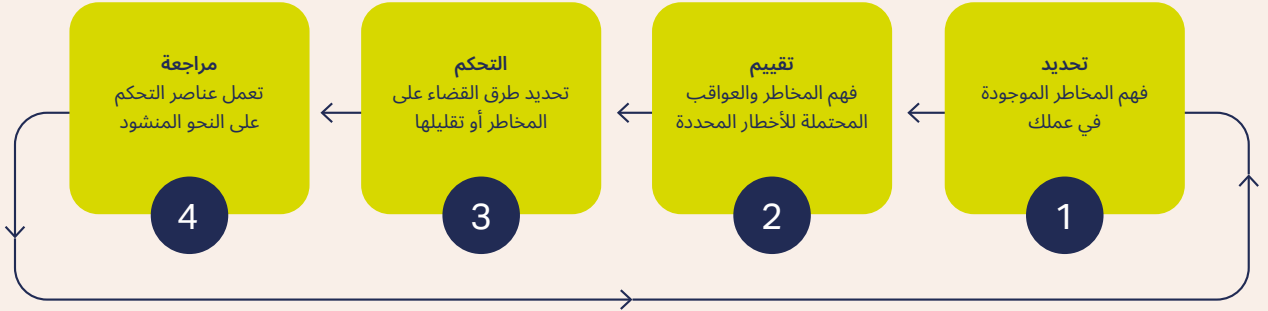 تحديد
فهم المخاطر الموجودة
في عملك
1
تقييم
فهم المخاطر والعواقب
المحتملة للأخطار المحددة
2
التحكم
تحديد طرق القضاء على
المخاطر أو تقليلها
3
مراجعة
تعمل عناصر التحكم
على النحو المنشود
4